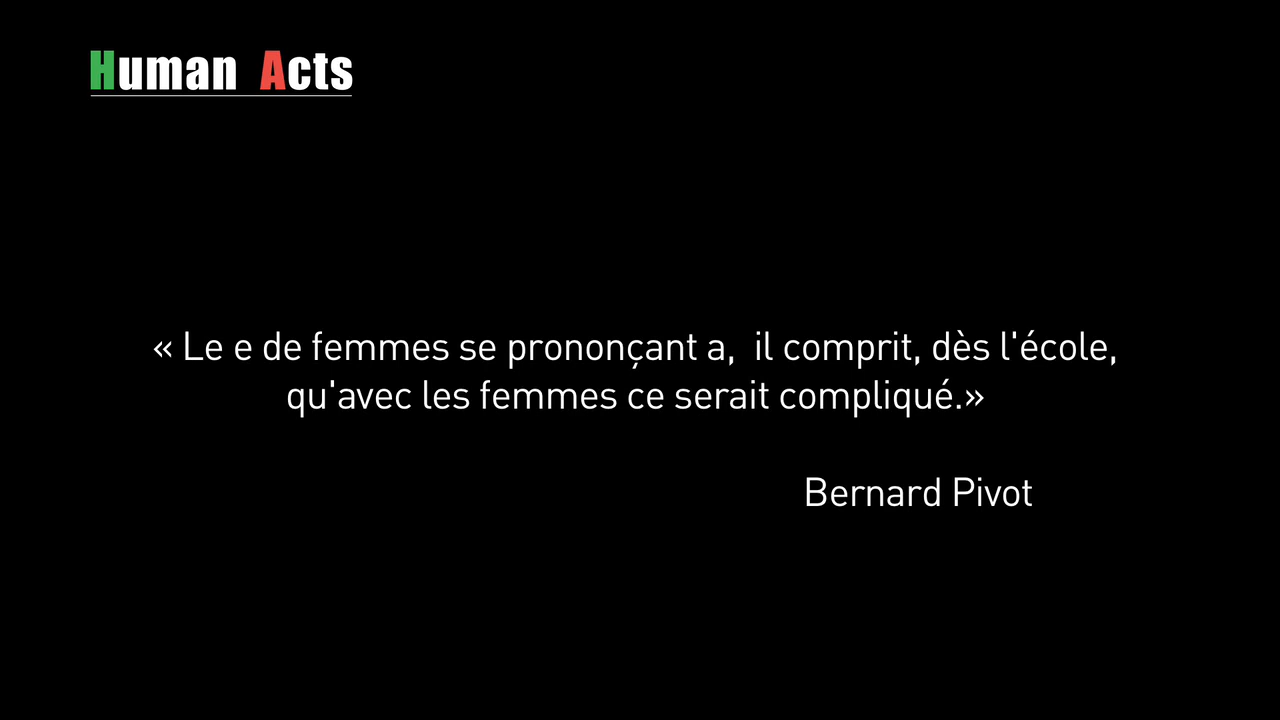 Human Acts
« Le e de femmes se prononçant a,  il comprit, dès l'école,
qu'avec les femmes ce serait compliqué.»
Bernard Pivot